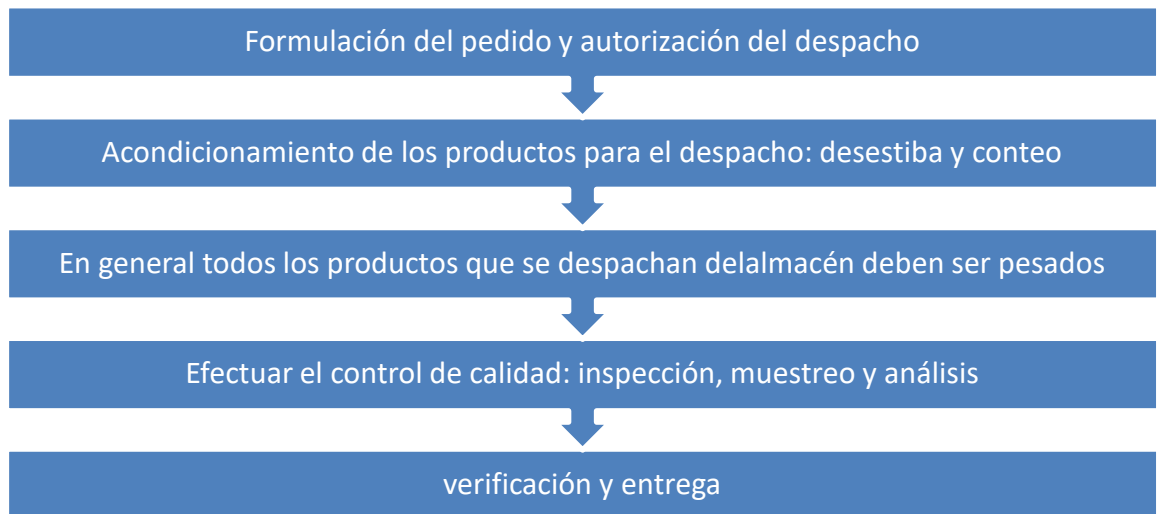 Formulación del pedido y autorización del despacho
Acondicionamiento de los productos para el despacho: desestiba y conteo
En general todos los productos que se despachan delalmacén deben ser pesados
Efectuar el control de calidad: inspección, muestreo y análisis
verificación y entrega